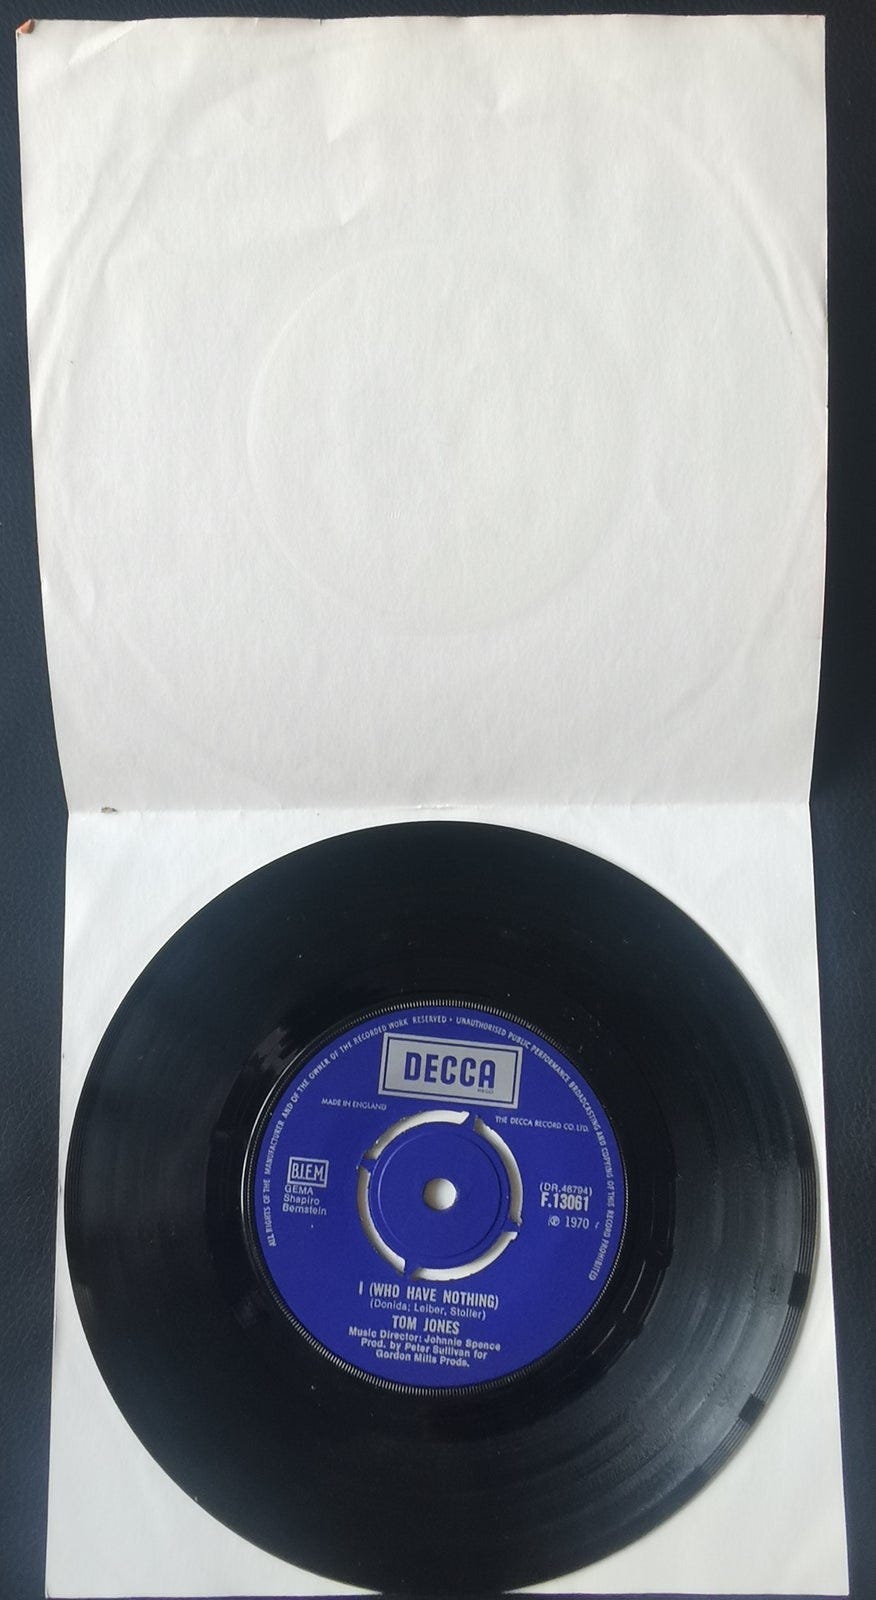 ALL RIGHTS OF THE MANUFACTURER AND OF THE OWNER OF THE RECORDED WORK RESERVED • UNAUTHORISED PUBLIC PERFORMANCE BROADCASTING AND COPYING OF THIS RECORD PROHIBITED
DECCA
REGD
MADE IN ENGLAND
THE DECCA RECORD CO. LTD.
B.I.E.M.
GEMA
Shapiro
Bernstein
(DR.46794)
F.13061
℗ 1970
I (WHO HAVE NOTHING)
(Donida; Leiber, Stoller)
TOM JONES
Music Director: Johnnie Spence
Prod. by Peter Sullivan for
Gordon Mills Prods.